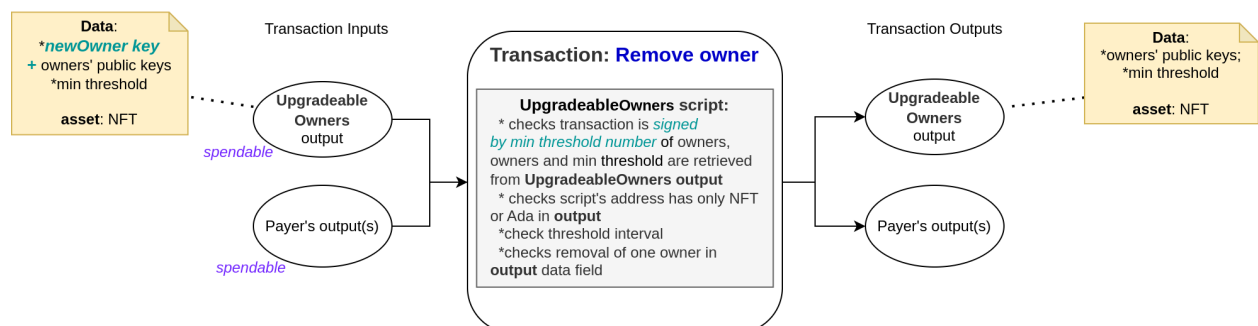 Data:
*newOwner key
+ owners' public keys
*min threshold
asset: NFT
Transaction Inputs
Upgradeable
Owners
output
spendable
Payer's output(s)
spendable
Transaction: Remove owner
UpgradeableOwners script:
* checks transaction is signed
by min threshold number of owners,
owners and min threshold are retrieved
from UpgradeableOwners output
* checks script's address has only NFT
or Ada in output
*check threshold interval
*checks removal of one owner in
output data field
Transaction Outputs
Upgradeable
Owners
output
Payer's output(s)
Data:
*owners' public keys;
*min threshold
asset: NFT